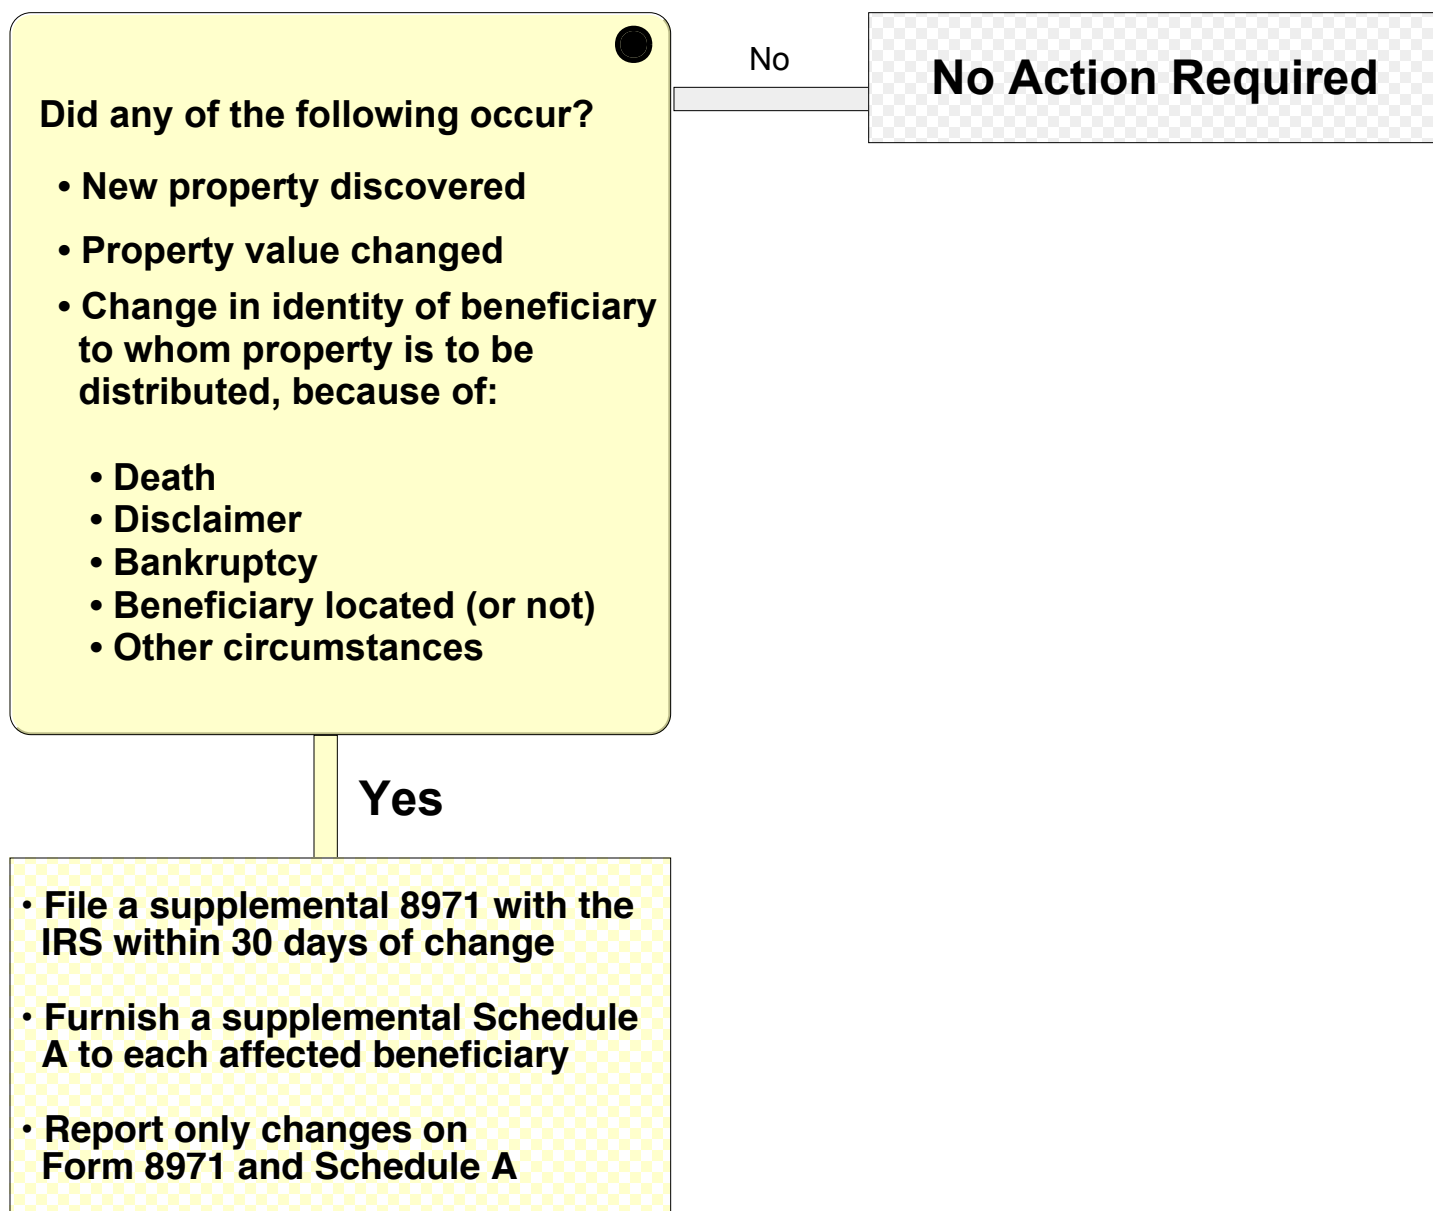 Did any of the following occur?
• New property discovered
• Property value changed
• Change in identity of beneficiary
to whom property is to be
distributed, because of:
• Death
• Disclaimer
• Bankruptcy
• Beneficiary located (or not)
• Other circumstances
No
No Action Required
Yes
• File a supplemental 8971 with the
IRS within 30 days of change
• Furnish a supplemental Schedule
A to each affected beneficiary
• Report only changes on
Form 8971 and Schedule A